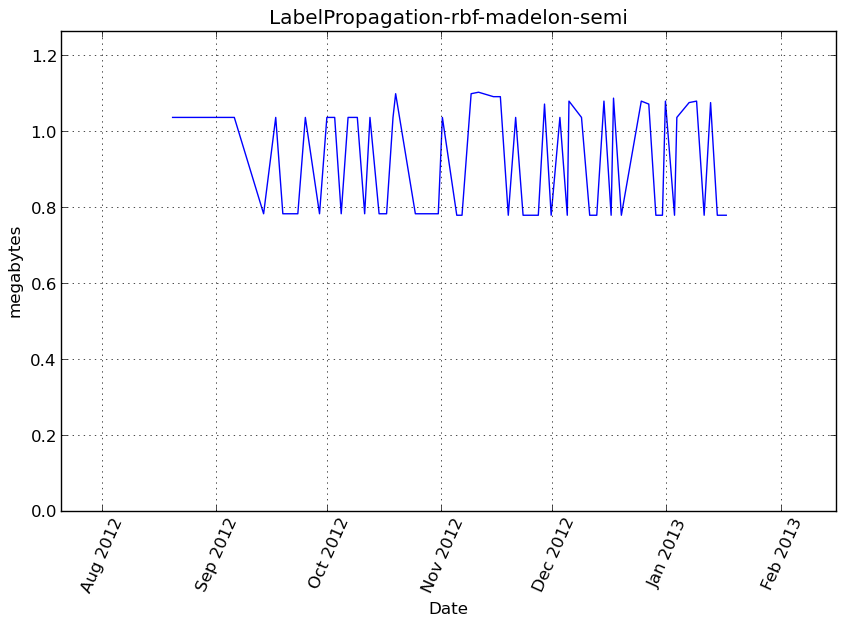 LabelPropagation-rbf-madelon-semi
megabytes
1.2
1.0
0.8
0.6
0.4
0.2
0.0
Aug 2012
Sep 2012
Oct 2012
Nov 2012
Dec 2012
Jan 2013
Feb 2013
Date